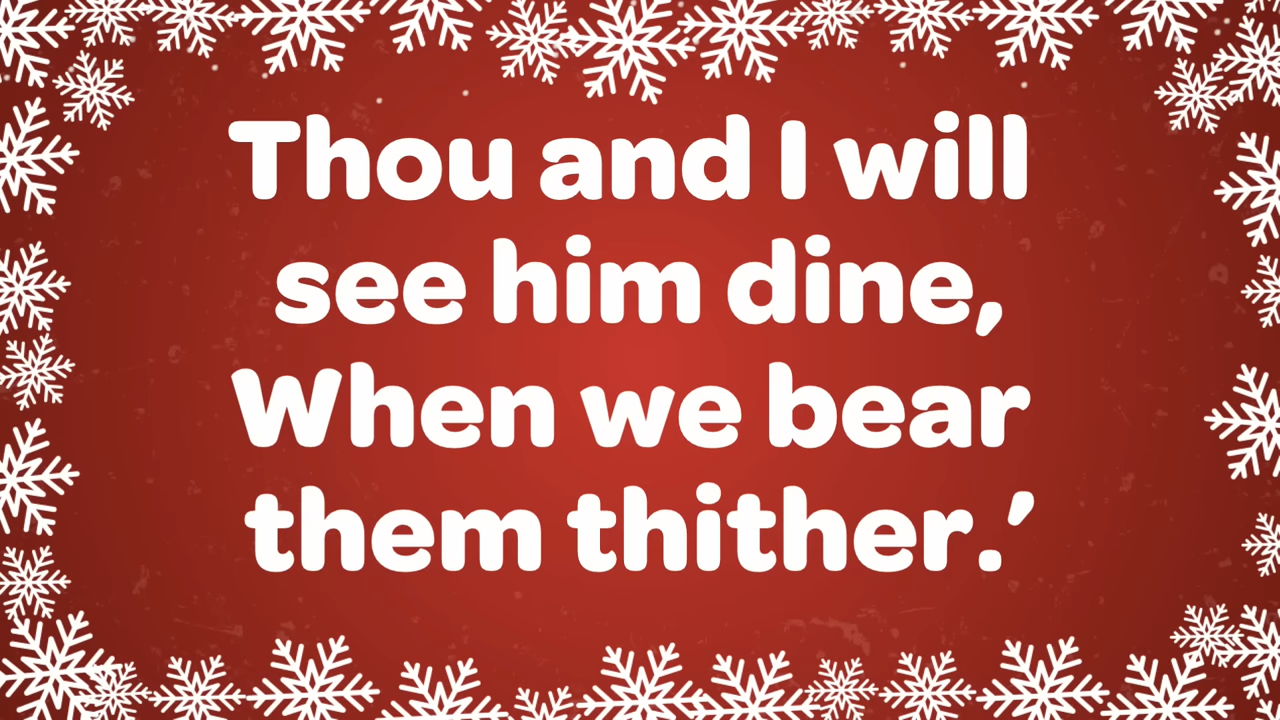 Thou and I will
see him dine,
When we bear
them thither.’